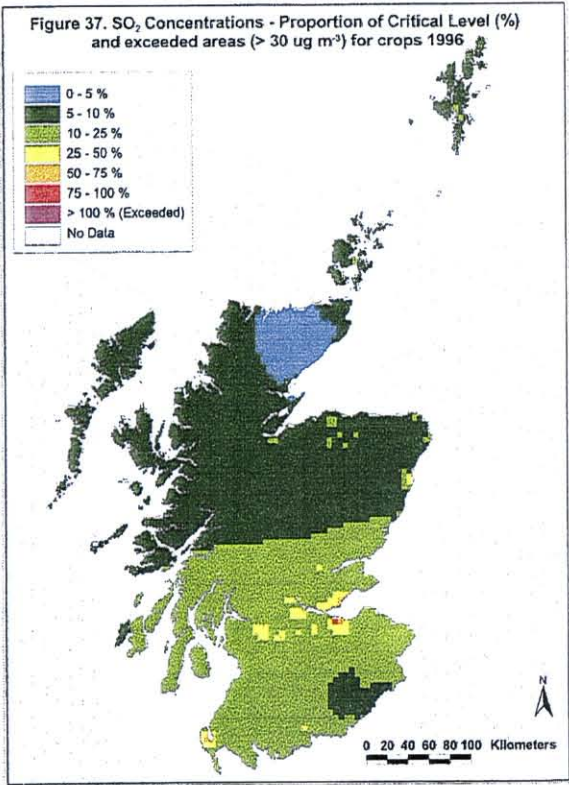 Figure 37. SO₂ Concentrations - Proportion of Critical Level (%)
and exceeded areas (> 30 ug m⁻³) for crops 1996
0 - 5 %
5 - 10 %
10 - 25 %
25 - 50 %
50 - 75 %
75 - 100 %
> 100 % (Exceeded)
No Data
N
0 20 40 60 80 100 Kilometers